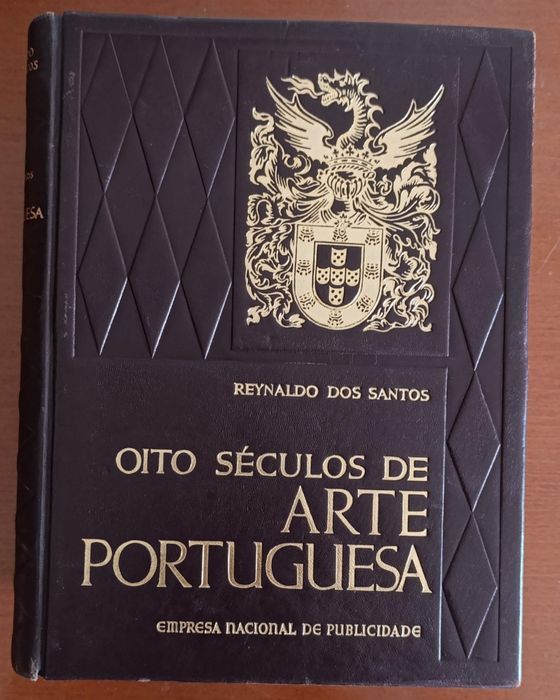 REYNALDO DOS SANTOS
OITO SÉCULOS DE
ARTE
PORTUGUESA
EMPRESA NACIONAL DE PUBLICIDADE